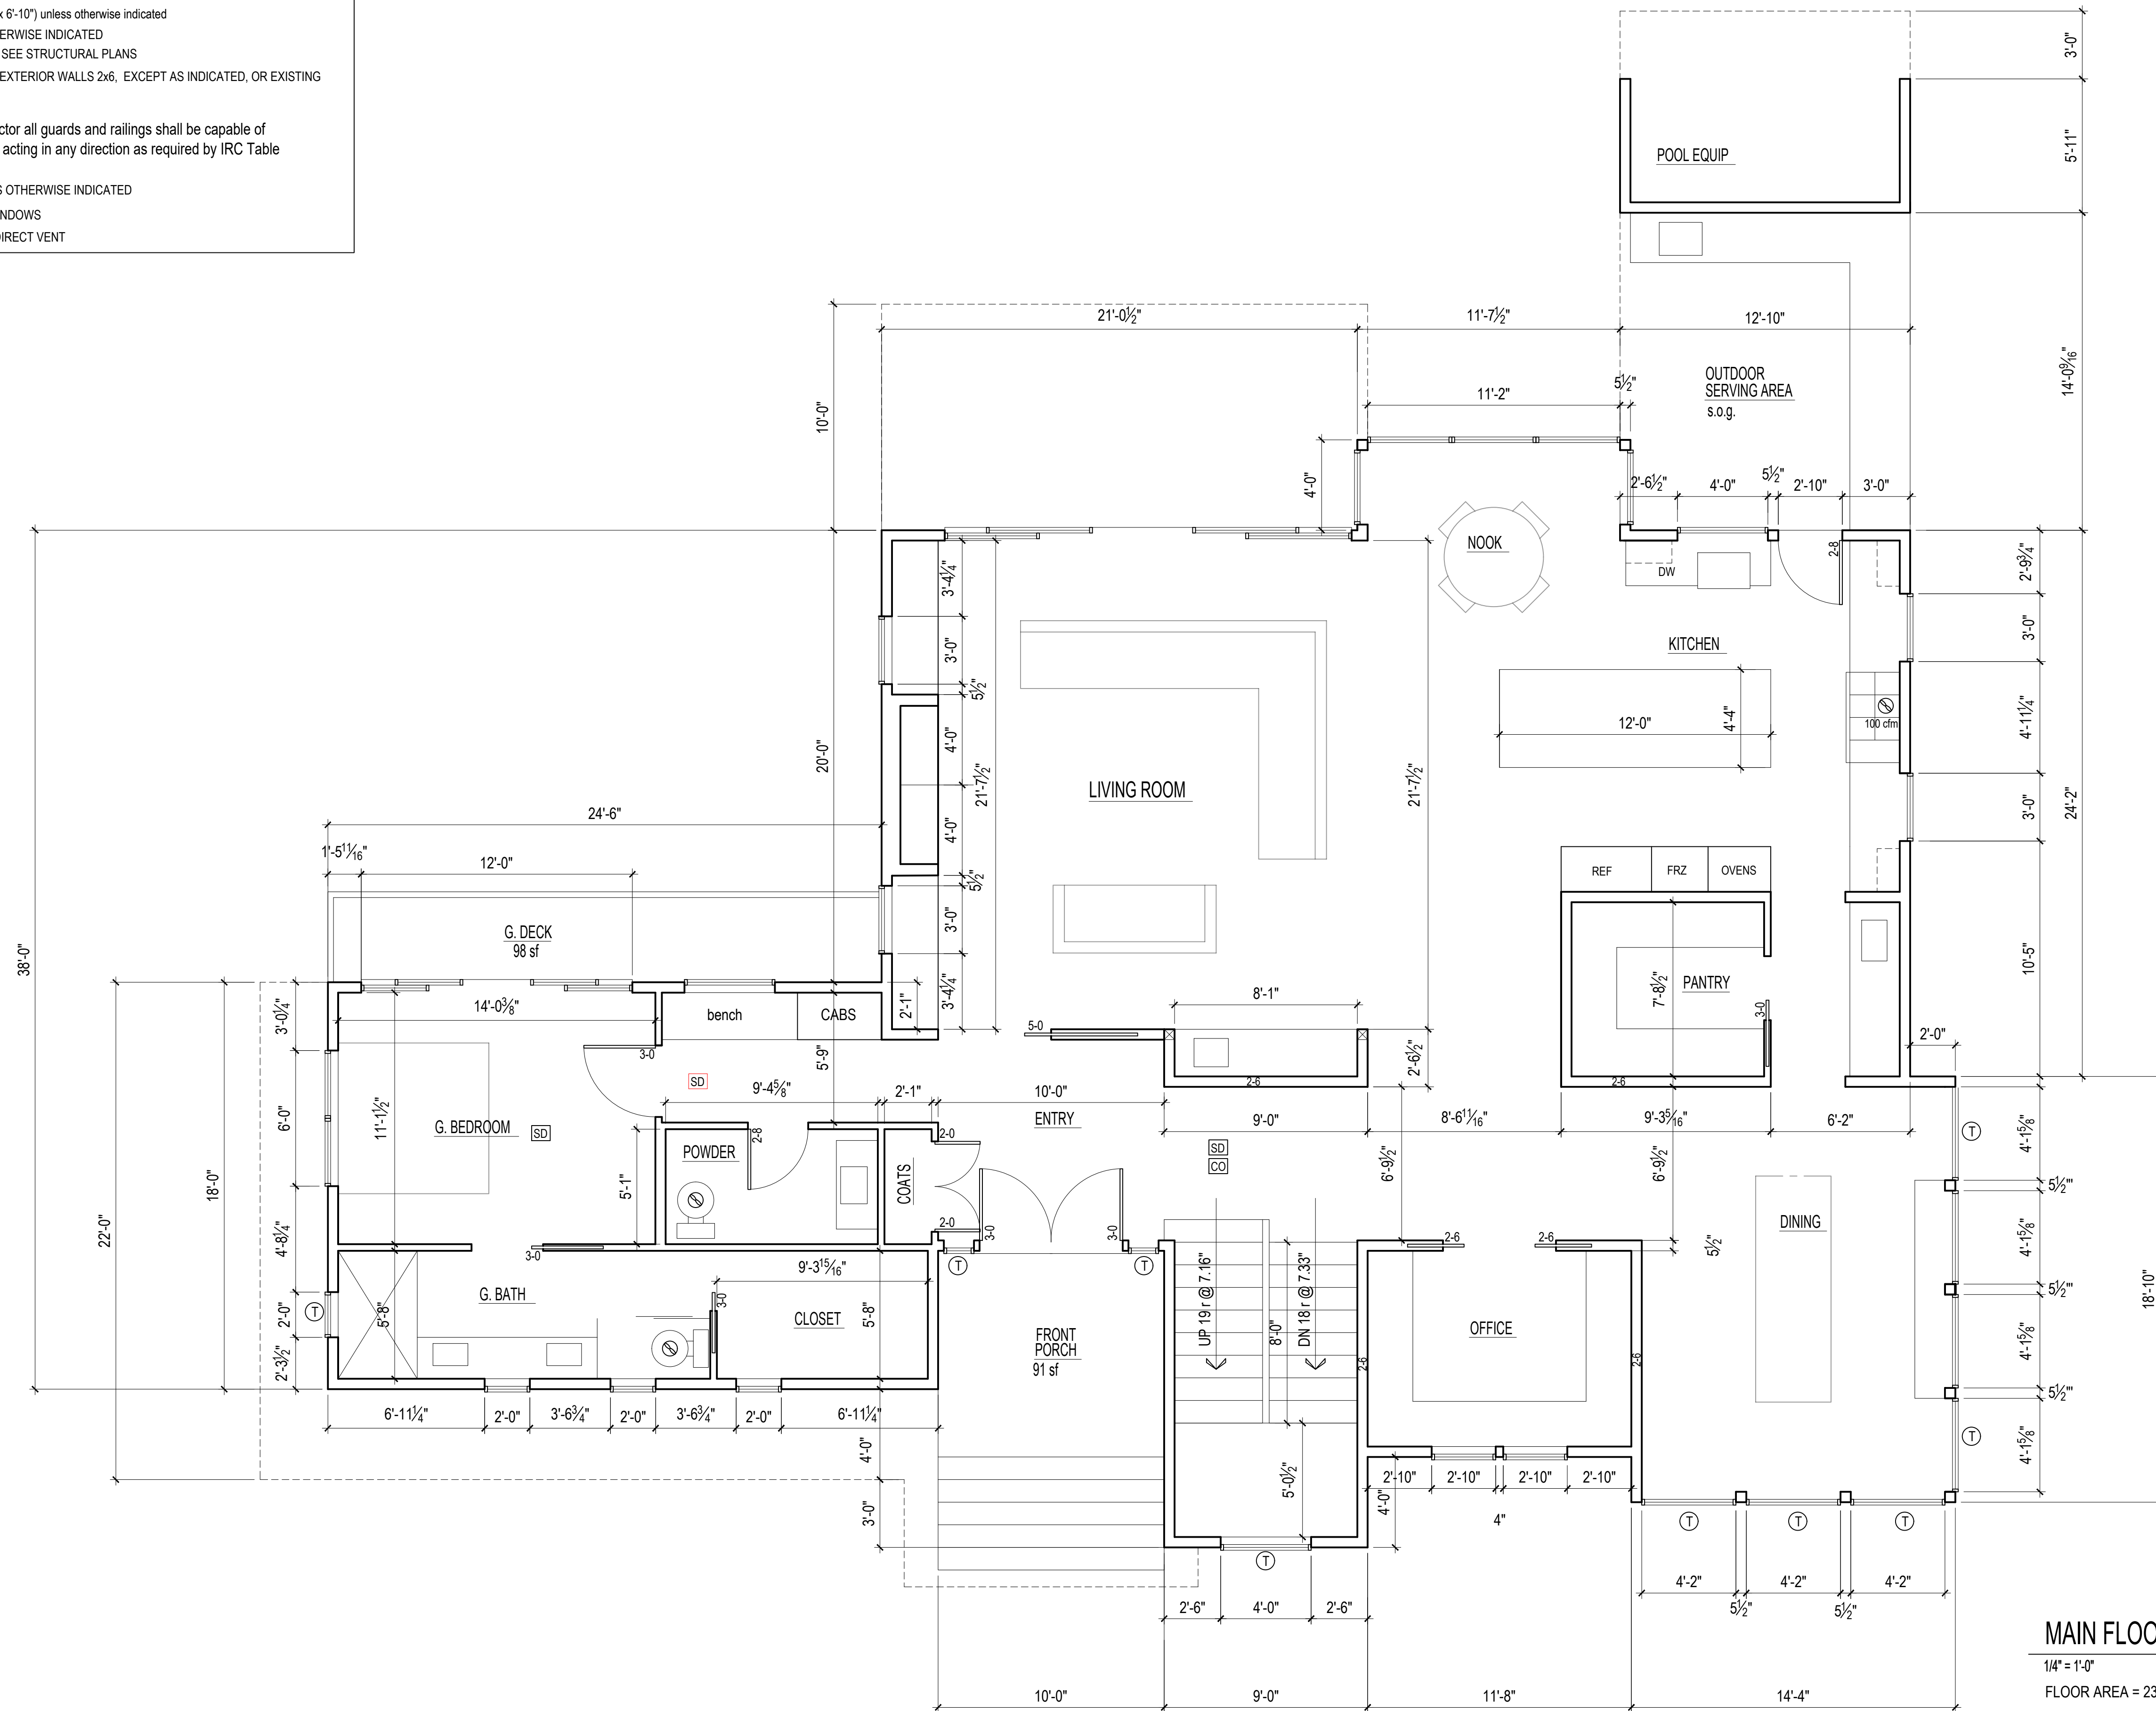 x 6'-10") unless otherwise indicated
ERWISE INDICATED
SEE STRUCTURAL PLANS
EXTERIOR WALLS 2x6, EXCEPT AS INDICATED, OR EXISTING
ctor all guards and railings shall be capable of
acting in any direction as required by IRC Table
S OTHERWISE INDICATED
NDOWS
DIRECT VENT
3'-0"
5'-11"
POOL EQUIP
21'-0½"
11'-7½"
12'-10"
14'-0 9/16"
OUTDOOR
SERVING AREA
s.o.g.
5½"
11'-2"
10'-0"
4'-0"
2'-6½"
4'-0"
5½"
2'-10"
3'-0"
NOOK
DW
2-8
2'-9¾"
3'-4¼"
3'-0"
KITCHEN
3'-0"
5½"
12'-0"
4'-4"
100 cfm
4'-11¼"
20'-0"
4'-0"
21'-7½"
LIVING ROOM
21'-7½"
4'-0"
3'-0"
24'-2"
24'-6"
1'-5 11/16"
12'-0"
5½"
3'-0"
REF
FRZ
OVENS
38'-0"
G. DECK
98 sf
3'-4¼"
10'-5"
PANTRY
7'-8½"
3-0
14'-0⅜"
bench
CABS
2'-1"
8'-1"
3'-0¼"
5-0
5'-9"
3-0
2'-6½"
2'-0"
SD
9'-4⅝"
2'-1"
10'-0"
2-6
2-6
ENTRY
9'-0"
8'-6 11/16"
9'-3 5/16"
6'-2"
6'-0"
11'-1½"
G. BEDROOM
SD
2-8
2-0
SD
CO
T
4'-1⅝"
POWDER
COATS
6'-9½"
6'-9½"
18'-0"
22'-0"
5'-1"
5½"
4'-8¼"
2-0
3-0
3-0
DINING
5½"
4'-1⅝"
3-0
T
T
2-6
2-6
9'-3 15/16"
G. BATH
3-0
CLOSET
5'-8"
5'-8"
T
2'-0"
2'-3½"
UP 19 r @ 7.16"
8'-0"
DN 18 r @ 7.33"
OFFICE
2-6
2-6
5½"
4'-1⅝"
18'-10"
FRONT
PORCH
91 sf
5½"
6'-11¼"
2'-0"
3'-6¾"
2'-0"
3'-6¾"
2'-0"
6'-11¼"
4'-0"
T
4'-1⅝"
5'-0½"
2'-10"
2'-10"
2'-10"
2'-10"
4'-0"
4"
3'-0"
T
T
T
T
2'-6"
4'-0"
2'-6"
4'-2"
4'-2"
4'-2"
5½"
5½"
10'-0"
9'-0"
11'-8"
14'-4"
MAIN FLOO
1/4" = 1'-0"
FLOOR AREA = 23